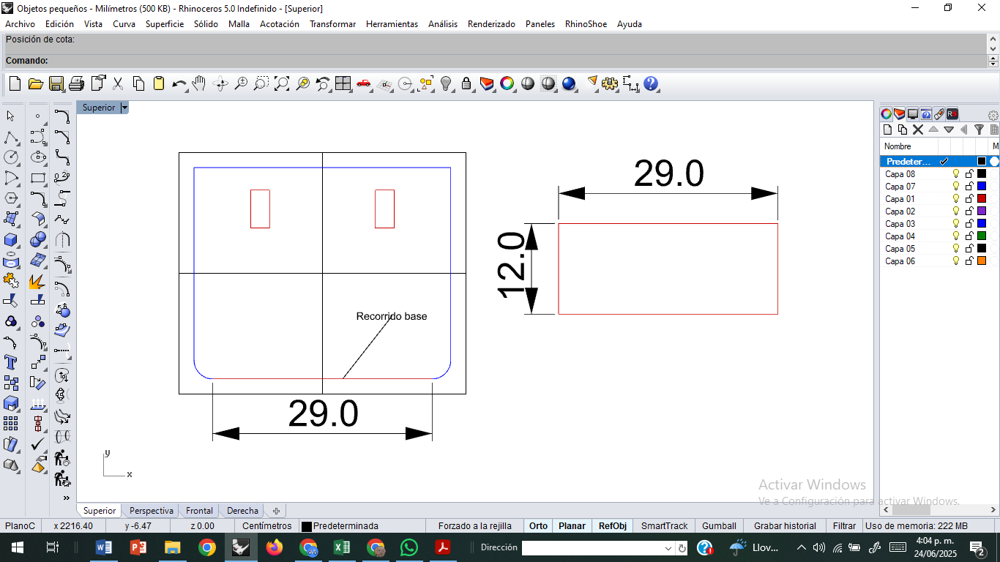 Objetos pequeños - Milímetros (500 KB) - Rhinoceros 5.0 Indefinido - [Superior]
Archivo Edición Vista Curva Superficie Sólido Malla Acotación Transformar Herramientas Análisis Renderizado Paneles RhinoShoe Ayuda
Posición de cota:
Comando:
Superior
Nombre M
Predeter...
Capa 08
Capa 07
Capa 01
Capa 02
Capa 03
Capa 04
Capa 05
Capa 06
29.0
12.0
Recorrido base
29.0
y
x
Activar Windows
Ve a Configuración para activar Windows.
Superior Perspectiva Frontal Derecha
PlanoC x 2216.40 y -6.47 z 0.00 Centímetros Predeterminada Forzado a la rejilla Orto Planar RefObj SmartTrack Gumball Grabar historial Filtrar Uso de memoria: 222 MB
Dirección Llov... 4:04 p. m.
24/06/2025
2